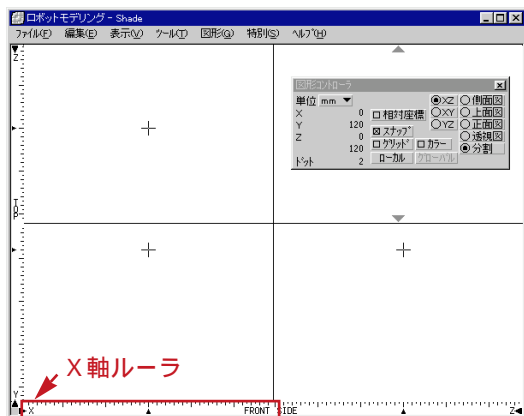 ロボットモデリング - Shade
ファイル(F) 編集(E) 表示(V) ツール(T) 図形(G) 特別(S) ヘルプ(H)
Z
図形コントローラ
単位 mm
X 0
Y 120
Z 0
120
ドット 2
相対座標
スナップ
グリッド カラー
ローカル グローバル
XZ
XY
YZ
側面図
上面図
正面図
透視図
分割
TOP
X軸ルーラ
Y
X FRONT SIDE Z